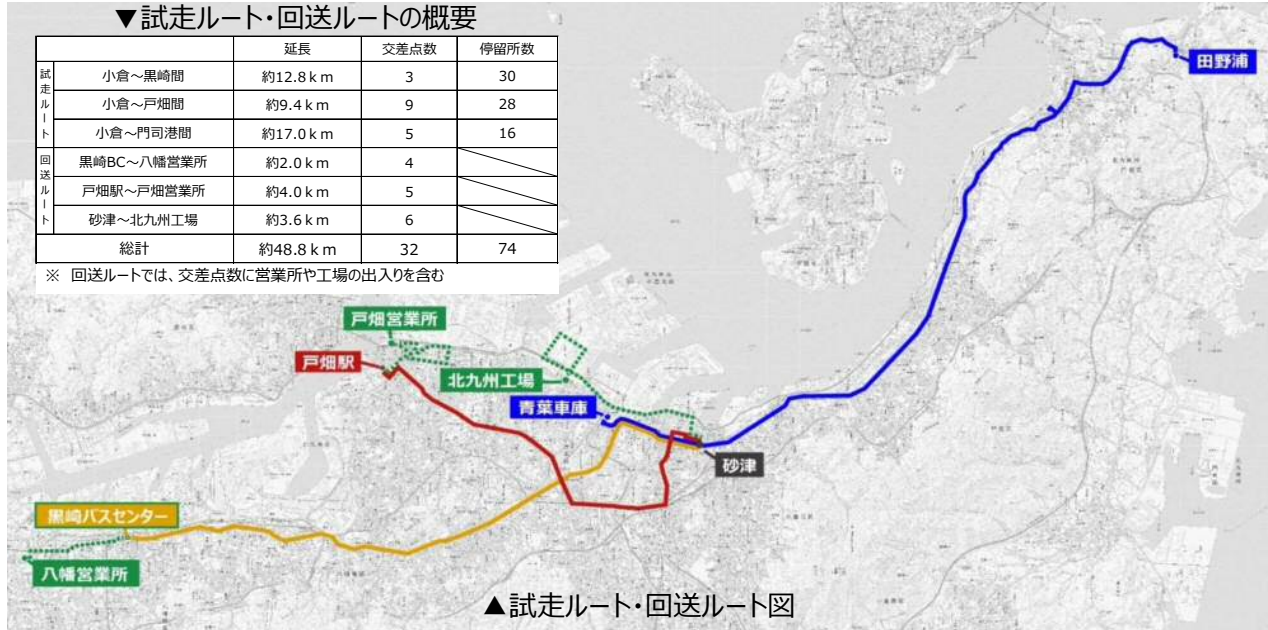 ▼試走ルート・回送ルートの概要
延長 交差点数 停留所数
試走ルート
小倉～黒崎間 約12.8ｋｍ 3 30
小倉～戸畑間 約9.4ｋｍ 9 28
小倉～門司港間 約17.0ｋｍ 5 16
回送ルート
黒崎BC～八幡営業所 約2.0ｋｍ 4
戸畑駅～戸畑営業所 約4.0ｋｍ 5
砂津～北九州工場 約3.6ｋｍ 6
総計 約48.8ｋｍ 32 74
※ 回送ルートでは、交差点数に営業所や工場の出入りを含む
田野浦
戸畑営業所
戸畑駅
北九州工場
青葉車庫
砂津
黒崎バスセンター
八幡営業所
▲試走ルート・回送ルート図